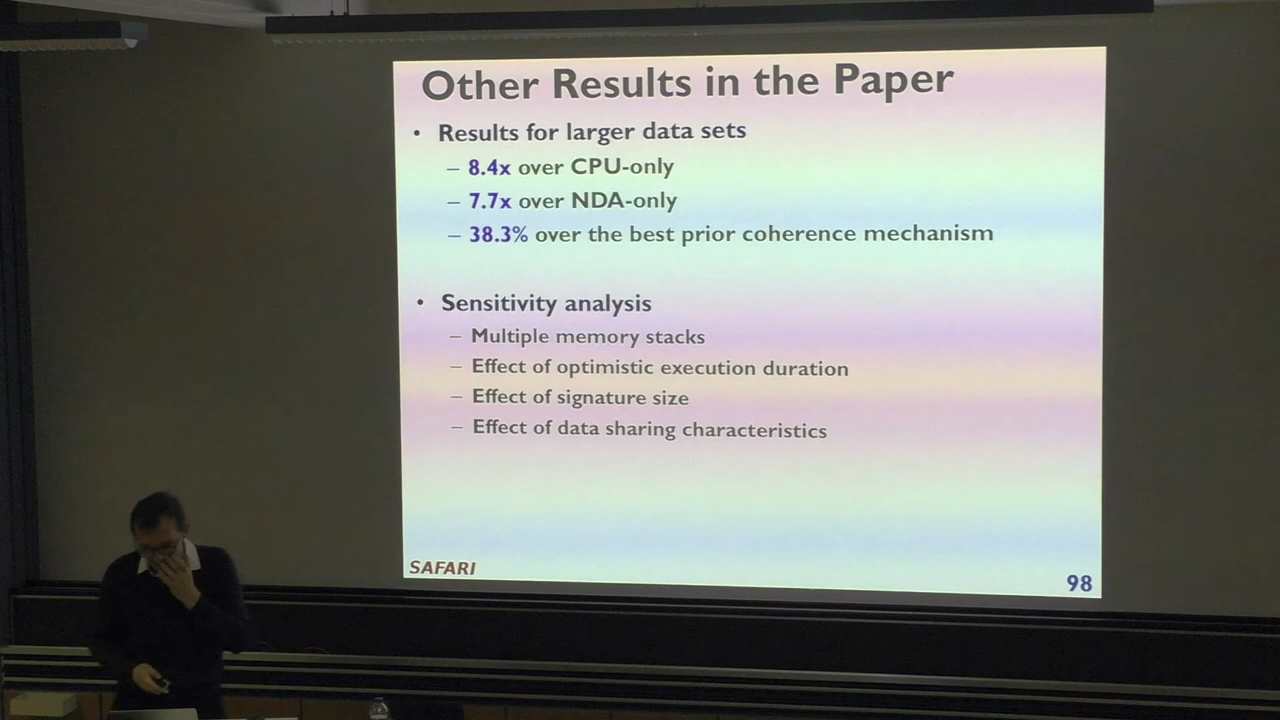 Other Results in the Paper
• Results for larger data sets
– 8.4x over CPU-only
– 7.7x over NDA-only
– 38.3% over the best prior coherence mechanism
• Sensitivity analysis
– Multiple memory stacks
– Effect of optimistic execution duration
– Effect of signature size
– Effect of data sharing characteristics
SAFARI
98